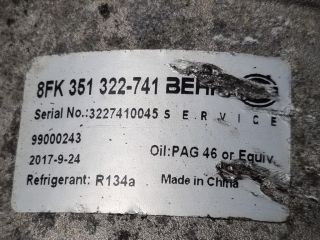 8FK 351 322-741 BEH
Serial No.:3227410045 SERVICE
99000243
2017-9-24 Oil:PAG 46 or Equiv.
Refrigerant: R134a Made in China